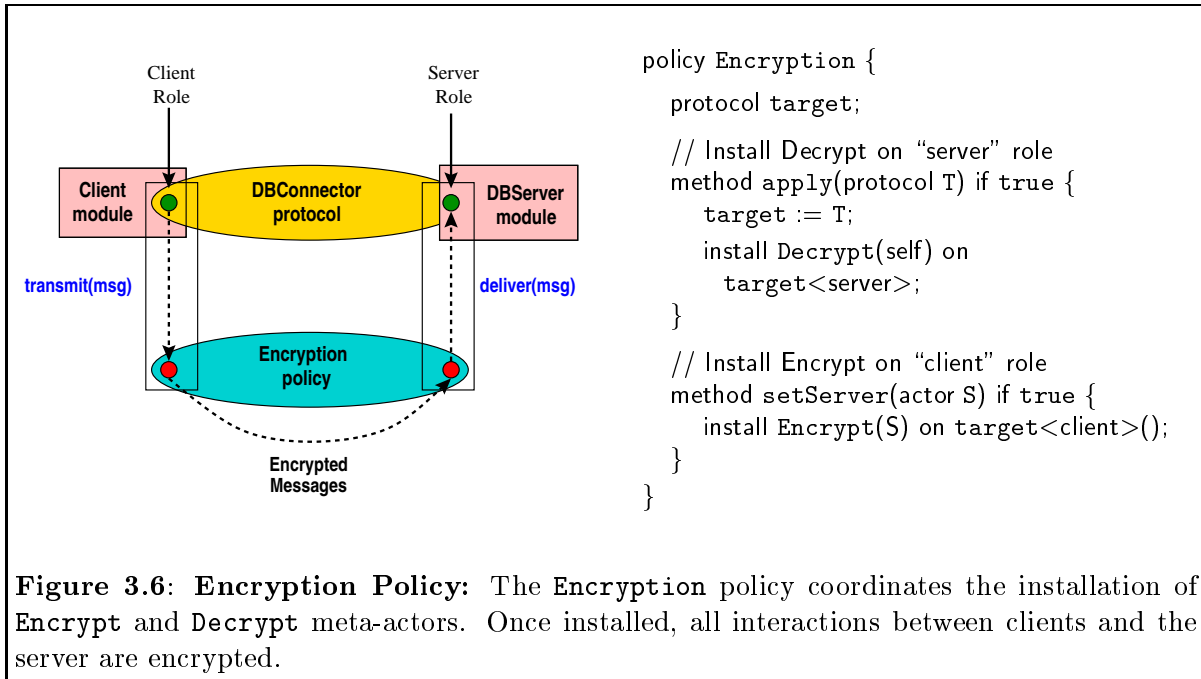 Client
Role
Server
Role
Client
module
DBConnector
protocol
DBServer
module
transmit(msg)
deliver(msg)
Encryption
policy
Encrypted
Messages
policy Encryption {
protocol target;
// Install Decrypt on “server” role
method apply(protocol T) if true {
target := T;
install Decrypt(self) on
target<server>;
}
// Install Encrypt on “client” role
method setServer(actor S) if true {
install Encrypt(S) on target<client>();
}
}
Figure 3.6: Encryption Policy: The Encryption policy coordinates the installation of
Encrypt and Decrypt meta-actors. Once installed, all interactions between clients and the
server are encrypted.